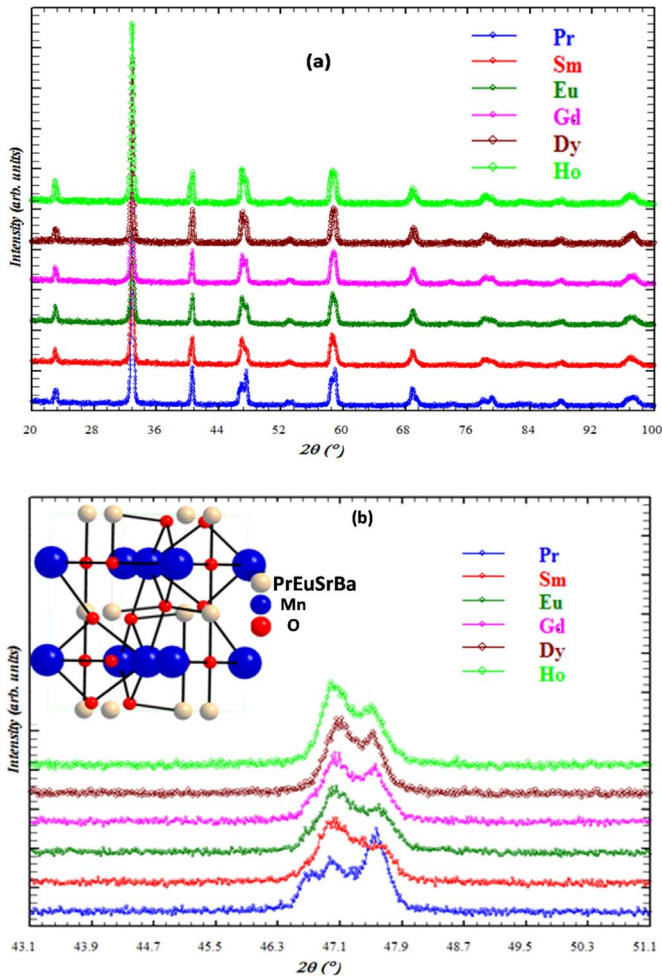 (a)
Pr
Sm
Eu
Gd
Dy
Ho
Intensity (arb. units)
20 28 36 44 52 60 68 76 84 92 100
2θ (°)
(b)
PrEuSrBa
Mn
O
Pr
Sm
Eu
Gd
Dy
Ho
Intensity (arb. units)
43.1 43.9 44.7 45.5 46.3 47.1 47.9 48.7 49.5 50.3 51.1
2θ (°)